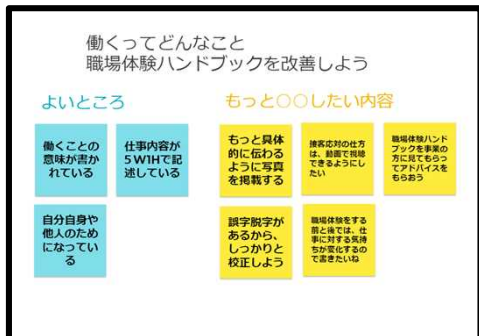 働くってどんなこと
職場体験ハンドブックを改善しよう
よいところ
働くことの
意味が書か
れている
仕事内容が
5W1Hで記
述している
自分自身や
他人のため
になってい
る
もっと○○したい内容
もっと具体
的に伝わる
ように写真
を掲載する
接客応対の仕方
は、動画で視聴
できるようにし
たい
職場体験ハンド
ブックを事業の
方に見てもらっ
てアドバイスを
もらおう
誤字脱字が
あるから、
しっかりと
校正しよう
職場体験をする
前と後では、仕
事に対する気持
ちが変化するの
で書きたいね